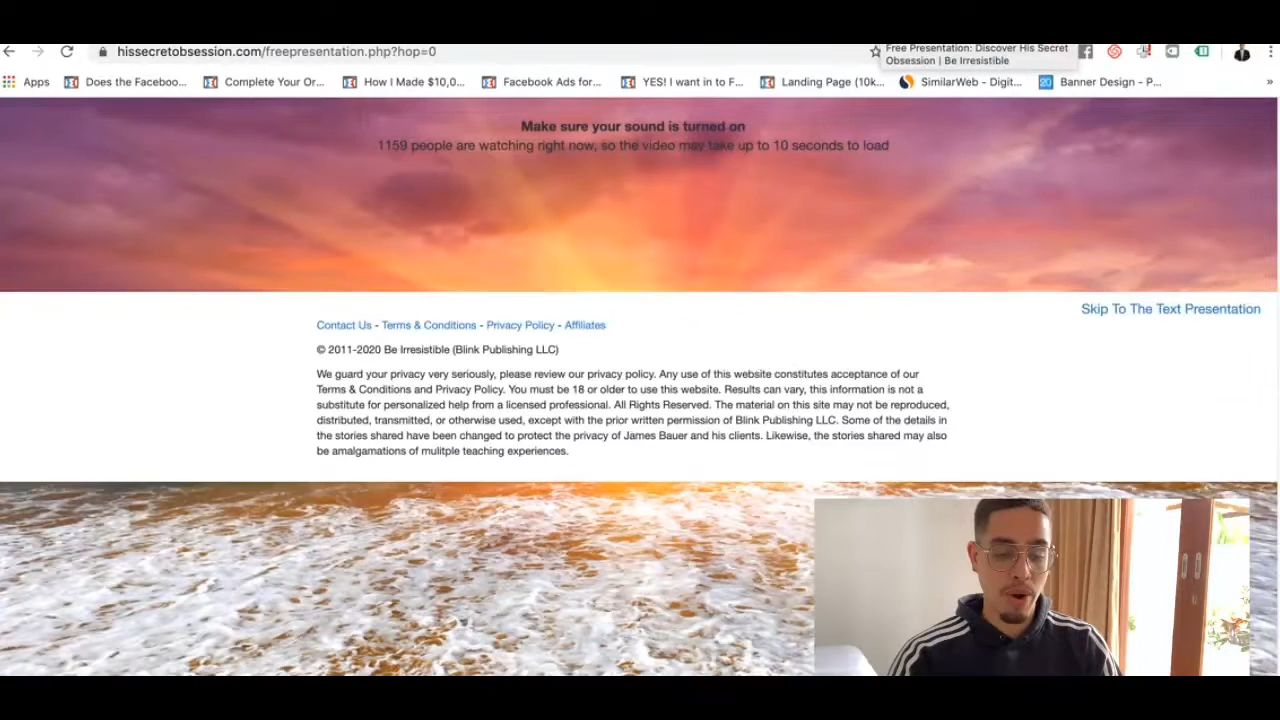 hissecretobsession.com/freepresentation.php?hop=0
Free Presentation: Discover His Secret
Obsession | Be Irresistible
Apps
Does the Faceboo...
Complete Your Or...
How I Made $10,0...
Facebook Ads for...
YES! I want in to F...
Landing Page (10k...
SimilarWeb - Digit...
20
Banner Design - P...
»
Make sure your sound is turned on
1159 people are watching right now, so the video may take up to 10 seconds to load
Skip To The Text Presentation
Contact Us - Terms & Conditions - Privacy Policy - Affiliates
© 2011-2020 Be Irresistible (Blink Publishing LLC)
We guard your privacy very seriously, please review our privacy policy. Any use of this website constitutes acceptance of our
Terms & Conditions and Privacy Policy. You must be 18 or older to use this website. Results can vary, this information is not a
substitute for personalized help from a licensed professional. All Rights Reserved. The material on this site may not be reproduced,
distributed, transmitted, or otherwise used, except with the prior written permission of Blink Publishing LLC. Some of the details in
the stories shared have been changed to protect the privacy of James Bauer and his clients. Likewise, the stories shared may also
be amalgamations of mulitple teaching experiences.